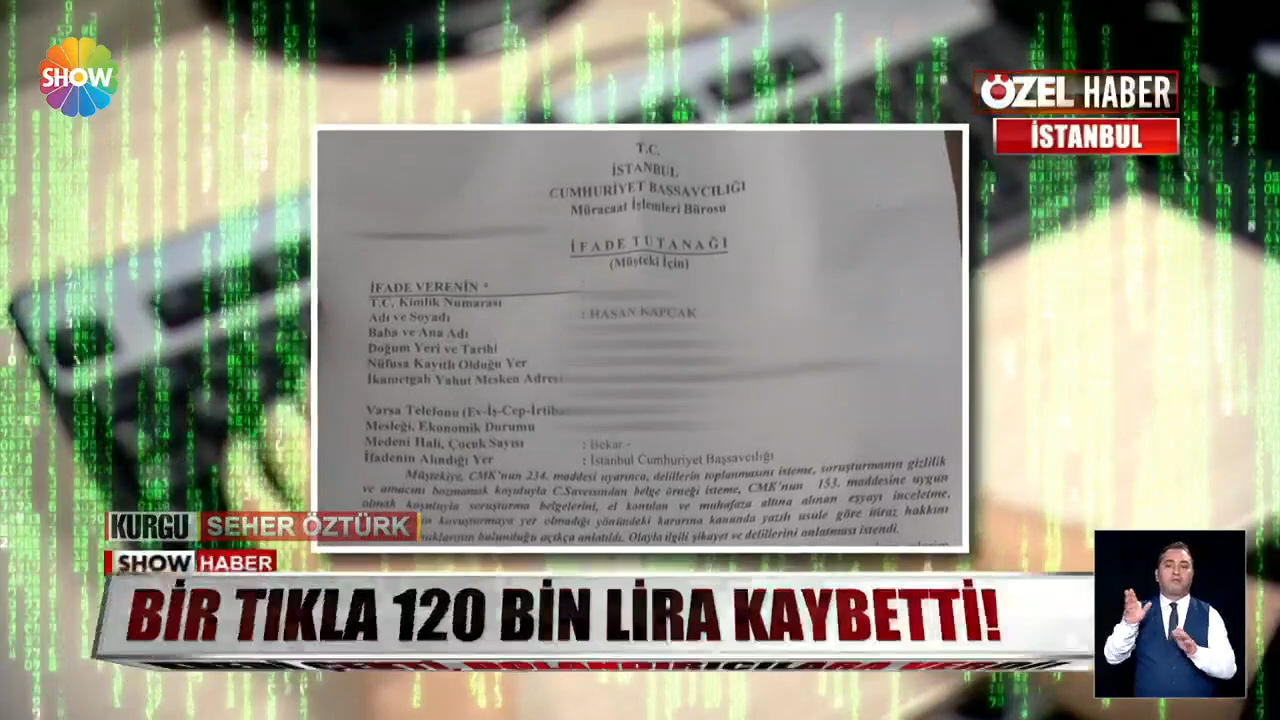 SHOW
ÖZEL HABER
İSTANBUL
T.C.
İSTANBUL
CUMHURİYET BAŞSAVCILIĞI
Müracaat İşlemleri Bürosu
İFADE TUTANAĞI
(Müşteki İçin)
İFADE VERENİN
T.C. Kimlik Numarası
Adı ve Soyadı : HASAN KAPÇAK
Baba ve Ana Adı
Doğum Yeri ve Tarihi
Nüfusa Kayıtlı Olduğu Yer
İkametgah Yahut Mesken Adresi
Varsa Telefonu (Ev-İş-Cep-İrtiba
Mesleği, Ekonomik Durumu
Medeni Hali, Çocuk Sayısı : Bekar -
İfadenin Alındığı Yer : İstanbul Cumhuriyet Başsavcılığı
Müştekiye, CMK'nun 234. maddesi uyarınca, delillerin toplanmasını isteme, soruşturmanın gizlilik
ve amacını bozmamak koşuluyla C.Savcısından belge örneği isteme, CMK'nun 153. maddesine uygun
olmak koşuluyla soruşturma belgelerini, el konulan ve muhafaza altına alınan eşyayı inceletme,
kovuşturmaya yer olmadığı yönündeki kararına kanunda yazılı usule göre itiraz hakkını
bulunduğu açıkça anlatıldı. Olayla ilgili şikayet ve delillerini anlatması istendi.
KURGU SEHER ÖZTÜRK
SHOW HABER
BİR TIKLA 120 BİN LİRA KAYBETTİ!